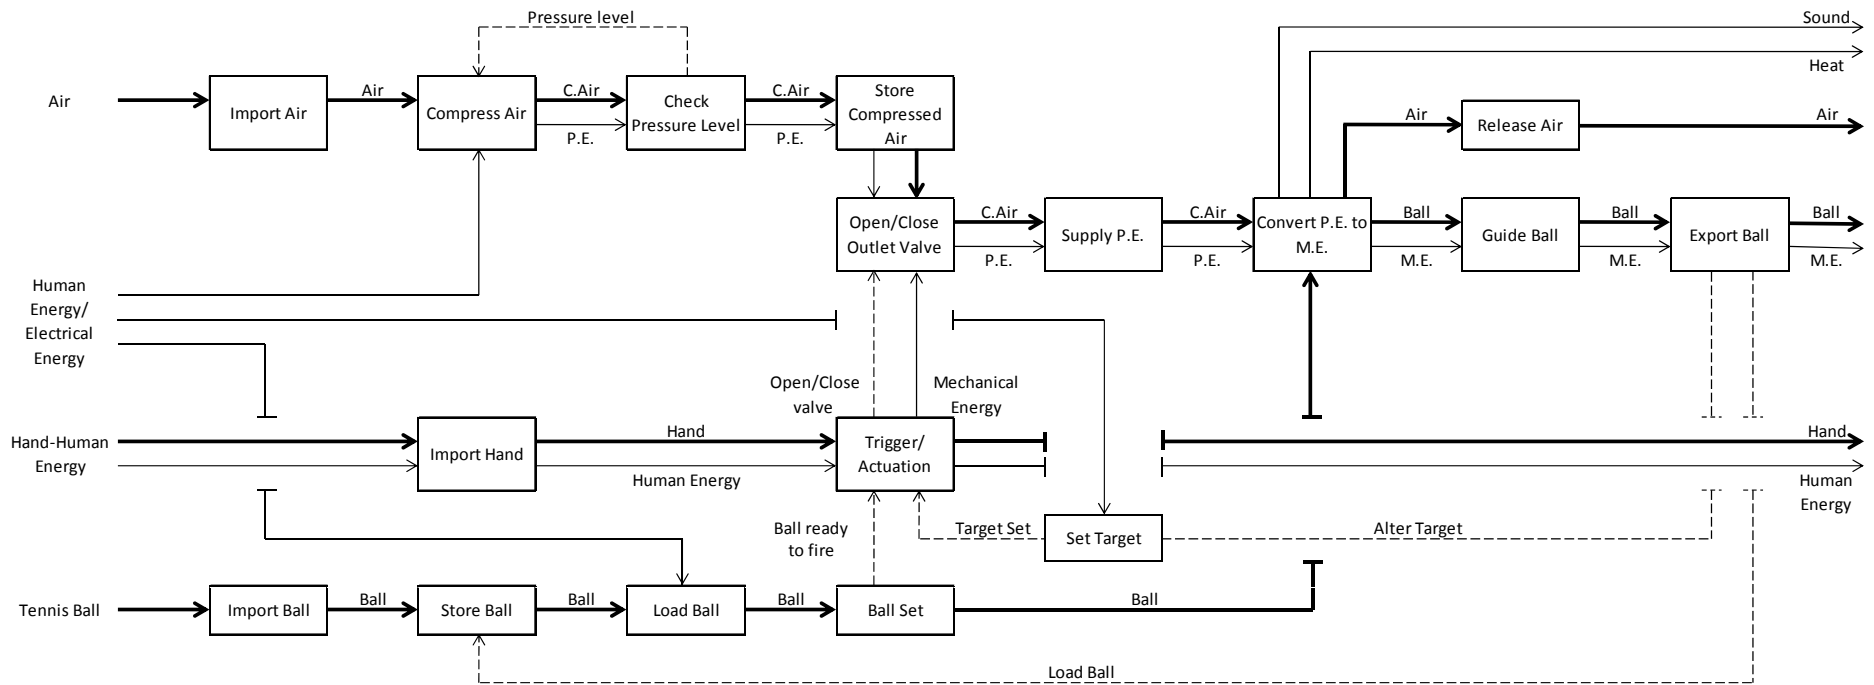 Pressure level
Sound
Heat
Air
Import Air
Air
Compress Air
C.Air
P.E.
Check
Pressure Level
C.Air
P.E.
Store
Compressed
Air
Air
Release Air
Air
Open/Close
Outlet Valve
C.Air
P.E.
Supply P.E.
C.Air
P.E.
Convert P.E. to
M.E.
Ball
M.E.
Guide Ball
Ball
M.E.
Export Ball
Ball
M.E.
Human
Energy/
Electrical
Energy
Open/Close
valve
Mechanical
Energy
Hand-Human
Energy
Import Hand
Hand
Human Energy
Trigger/
Actuation
Hand
Human
Energy
Ball ready
to fire
Target Set
Set Target
Alter Target
Tennis Ball
Import Ball
Ball
Store Ball
Ball
Load Ball
Ball
Ball Set
Ball
Load Ball